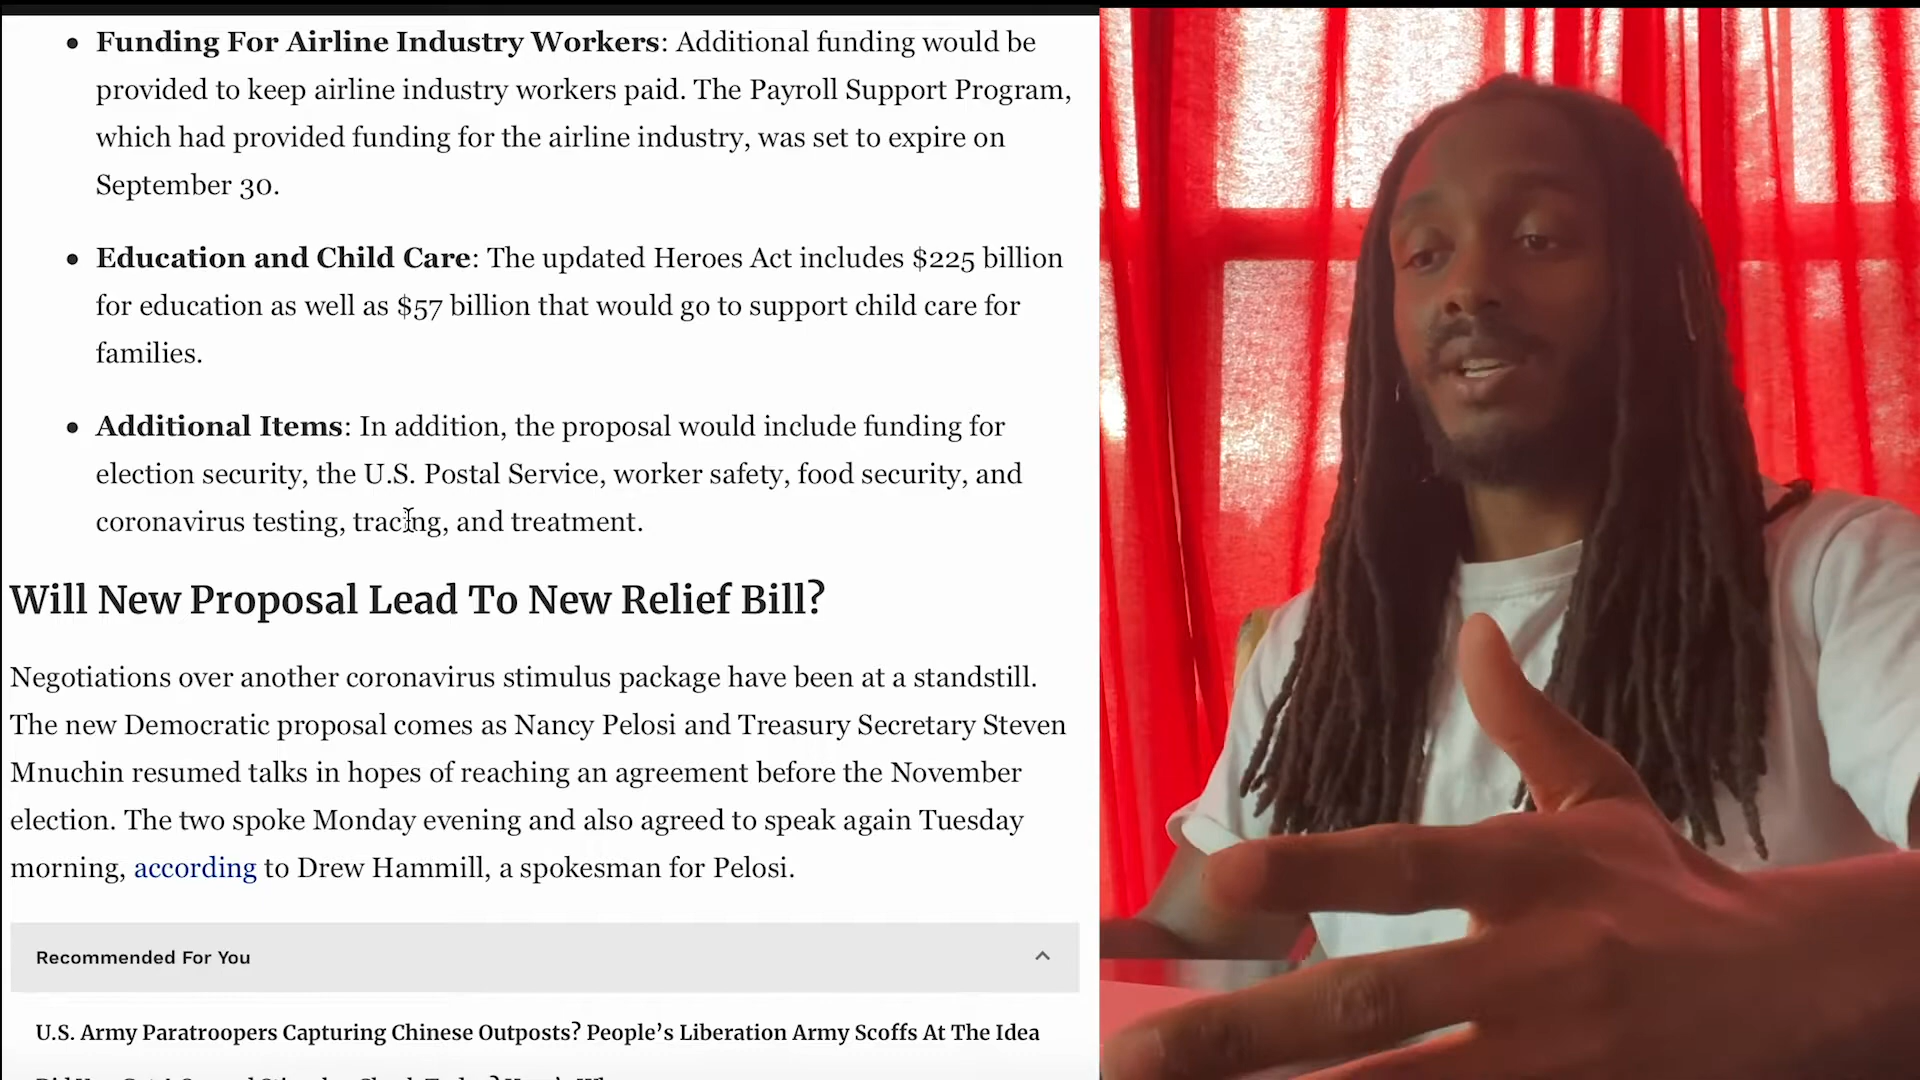 Funding For Airline Industry Workers: Additional funding would be
provided to keep airline industry workers paid. The Payroll Support Program,
which had provided funding for the airline industry, was set to expire on
September 30.
Education and Child Care: The updated Heroes Act includes $225 billion
for education as well as $57 billion that would go to support child care for
families.
Additional Items: In addition, the proposal would include funding for
election security, the U.S. Postal Service, worker safety, food security, and
coronavirus testing, tracing, and treatment.
Will New Proposal Lead To New Relief Bill?
Negotiations over another coronavirus stimulus package have been at a standstill.
The new Democratic proposal comes as Nancy Pelosi and Treasury Secretary Steven
Mnuchin resumed talks in hopes of reaching an agreement before the November
election. The two spoke Monday evening and also agreed to speak again Tuesday
morning, according to Drew Hammill, a spokesman for Pelosi.
Recommended For You
U.S. Army Paratroopers Capturing Chinese Outposts? People’s Liberation Army Scoffs At The Idea